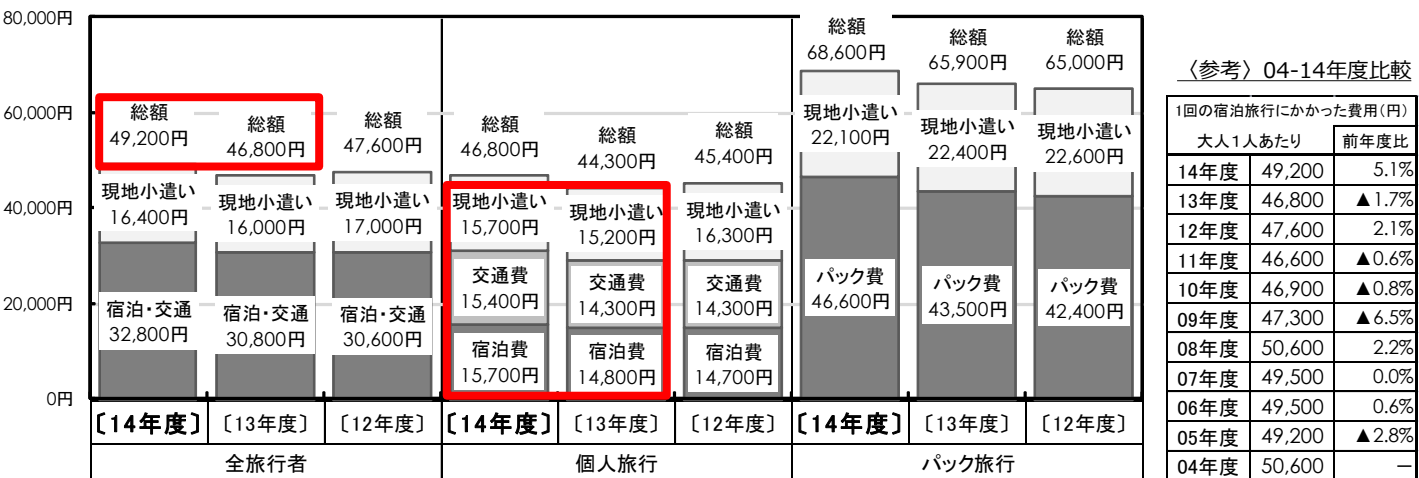 80,000円
60,000円
40,000円
20,000円
0円
総額
49,200円
現地小遣い
16,400円
宿泊・交通
32,800円
総額
46,800円
現地小遣い
16,000円
宿泊・交通
30,800円
総額
47,600円
現地小遣い
17,000円
宿泊・交通
30,600円
総額
46,800円
現地小遣い
15,700円
交通費
15,400円
宿泊費
15,700円
総額
44,300円
現地小遣い
15,200円
交通費
14,300円
宿泊費
14,800円
総額
45,400円
現地小遣い
16,300円
交通費
14,300円
宿泊費
14,700円
総額
68,600円
現地小遣い
22,100円
パック費
46,600円
総額
65,900円
現地小遣い
22,400円
パック費
43,500円
総額
65,000円
現地小遣い
22,600円
パック費
42,400円
〔14年度〕 〔13年度〕 〔12年度〕 〔14年度〕 〔13年度〕 〔12年度〕 〔14年度〕 〔13年度〕 〔12年度〕
全旅行者 個人旅行 パック旅行
〈参考〉04-14年度比較
1回の宿泊旅行にかかった費用(円)
大人1人あたり 前年度比
14年度 49,200 5.1%
13年度 46,800 ▲1.7%
12年度 47,600 2.1%
11年度 46,600 ▲0.6%
10年度 46,900 ▲0.8%
09年度 47,300 ▲6.5%
08年度 50,600 2.2%
07年度 49,500 0.0%
06年度 49,500 0.6%
05年度 49,200 ▲2.8%
04年度 50,600 －